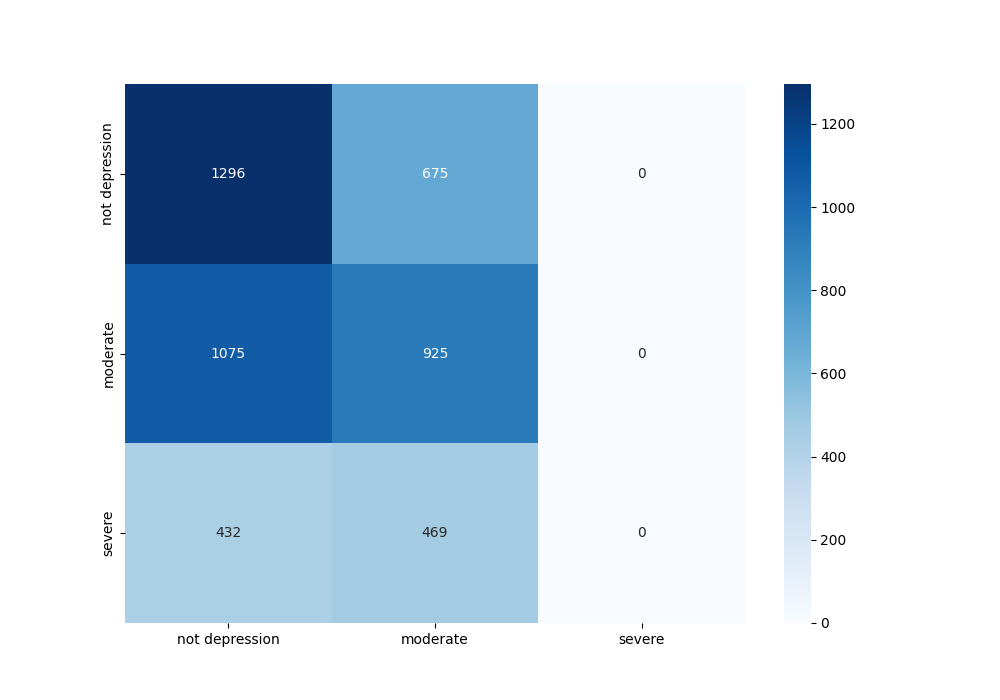 not depression
1296 675 0
moderate
1075 925 0
severe
432 469 0
not depression moderate severe
1200
1000
800
600
400
200
0